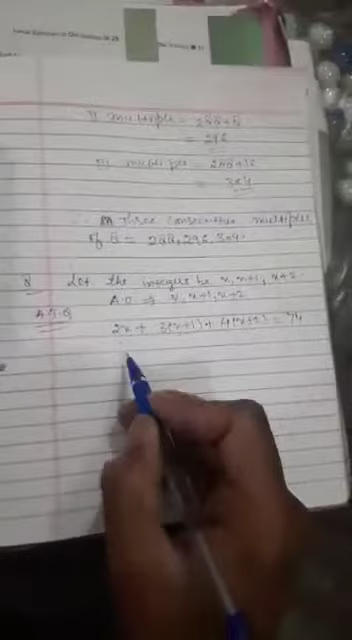 II multiple = 288+8
= 296
III multiple = 288+16
= 304
Three consecutive multiples
of 8 = 288, 296, 304.
8 Let the integers be x, x+1, x+2.
A.O ⇒ x, x+1, x+2
A.T.Q
2x + 3(x+1) + 4(x+2) = 74